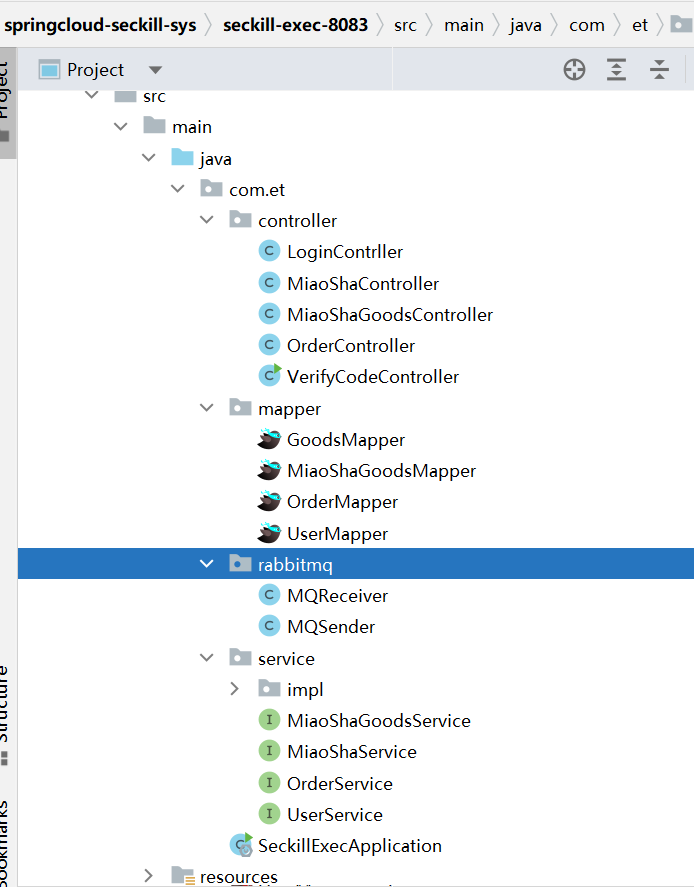 springcloud-seckill-sys 〉 seckill-exec-8083 〉 src 〉 main 〉 java 〉 com 〉 et 〉
Project
Project
src
main
java
com.et
controller
C LoginContrller
C MiaoShaController
C MiaoShaGoodsController
C OrderController
C VerifyCodeController
mapper
GoodsMapper
MiaoShaGoodsMapper
OrderMapper
UserMapper
rabbitmq
C MQReceiver
C MQSender
service
impl
I MiaoShaGoodsService
I MiaoShaService
I OrderService
I UserService
C SeckillExecApplication
resources
Structure
Bookmarks